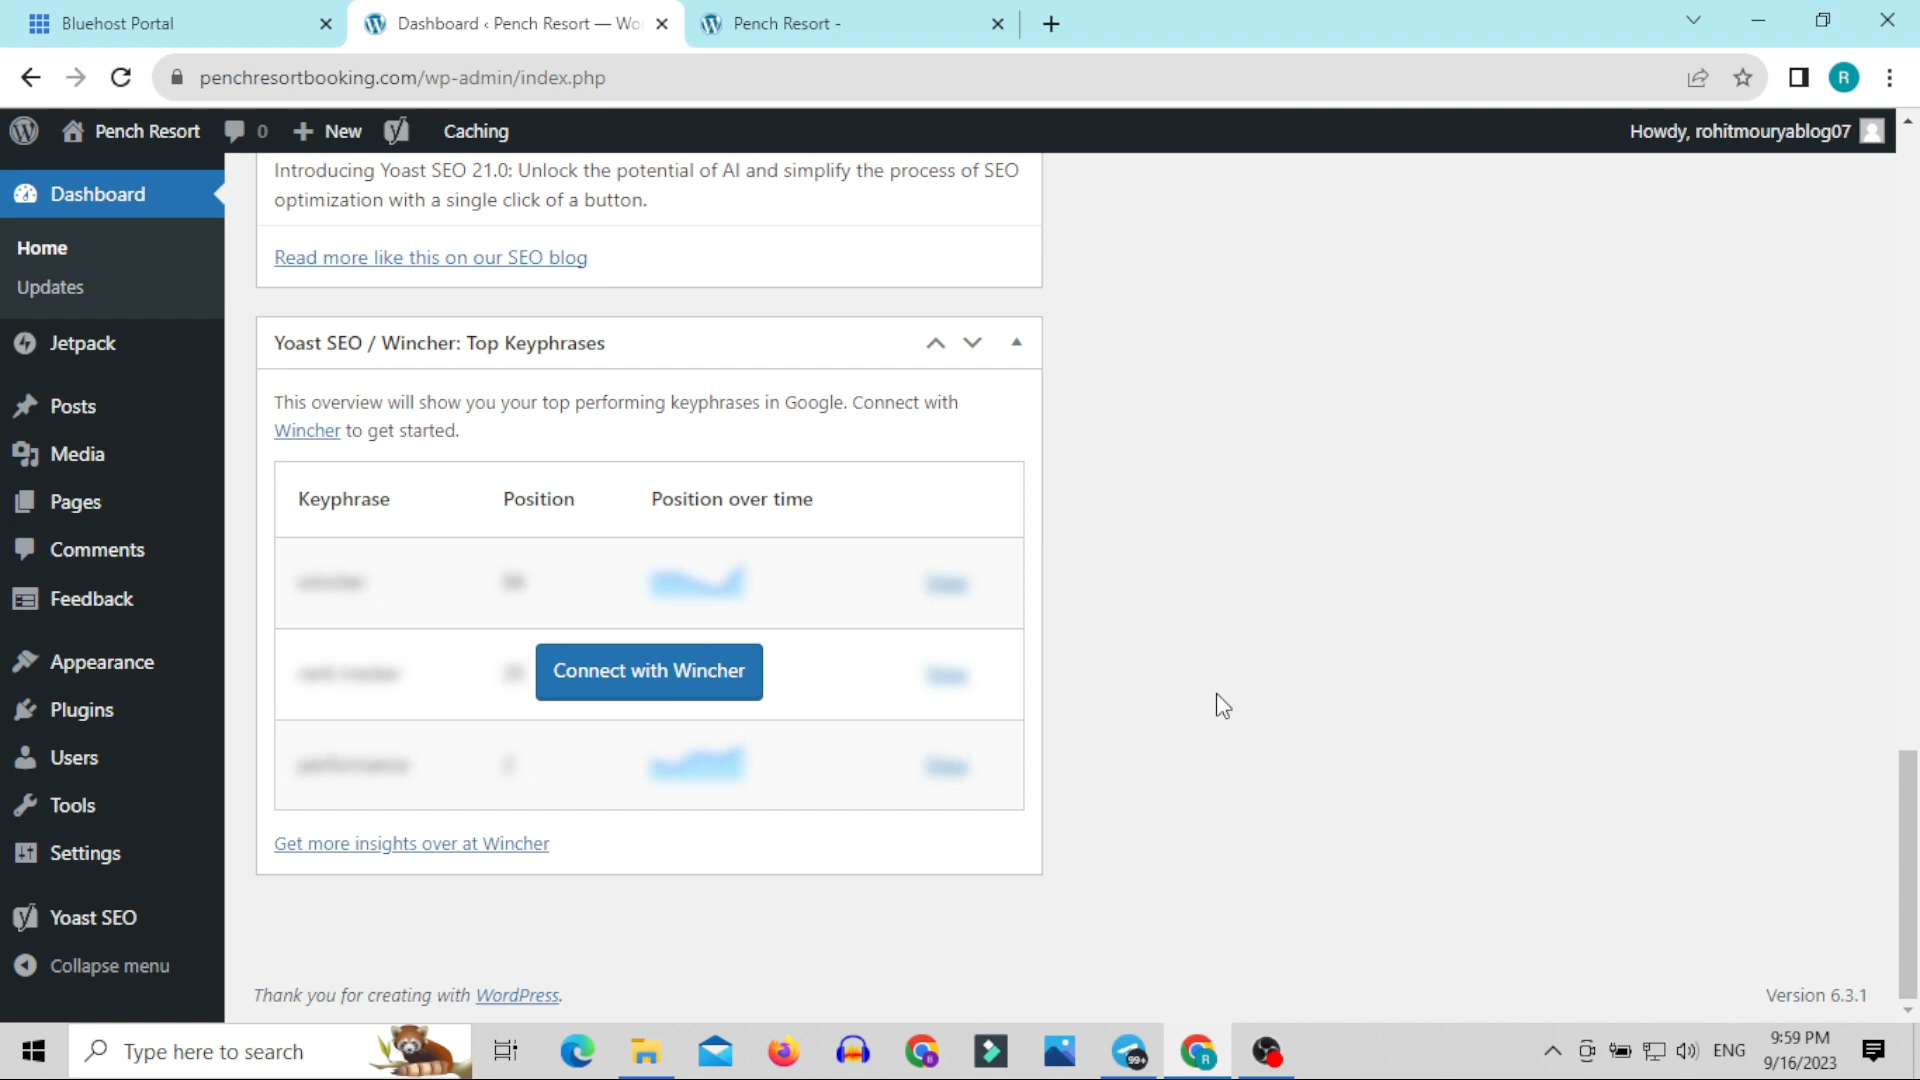 Bluehost Portal
Dashboard ‹ Pench Resort — Wo
Pench Resort -
penchresortbooking.com/wp-admin/index.php
R
Pench Resort
0
New
Caching
Howdy, rohitmouryablog07
Dashboard
Home
Updates
Jetpack
Posts
Media
Pages
Comments
Feedback
Appearance
Plugins
Users
Tools
Settings
Yoast SEO
Collapse menu
Introducing Yoast SEO 21.0: Unlock the potential of AI and simplify the process of SEO
optimization with a single click of a button.
Read more like this on our SEO blog
Yoast SEO / Wincher: Top Keyphrases
This overview will show you your top performing keyphrases in Google. Connect with
Wincher to get started.
Keyphrase Position Position over time
Connect with Wincher
Get more insights over at Wincher
Thank you for creating with WordPress.
Version 6.3.1
Type here to search
99+
R
ENG
9:59 PM
9/16/2023